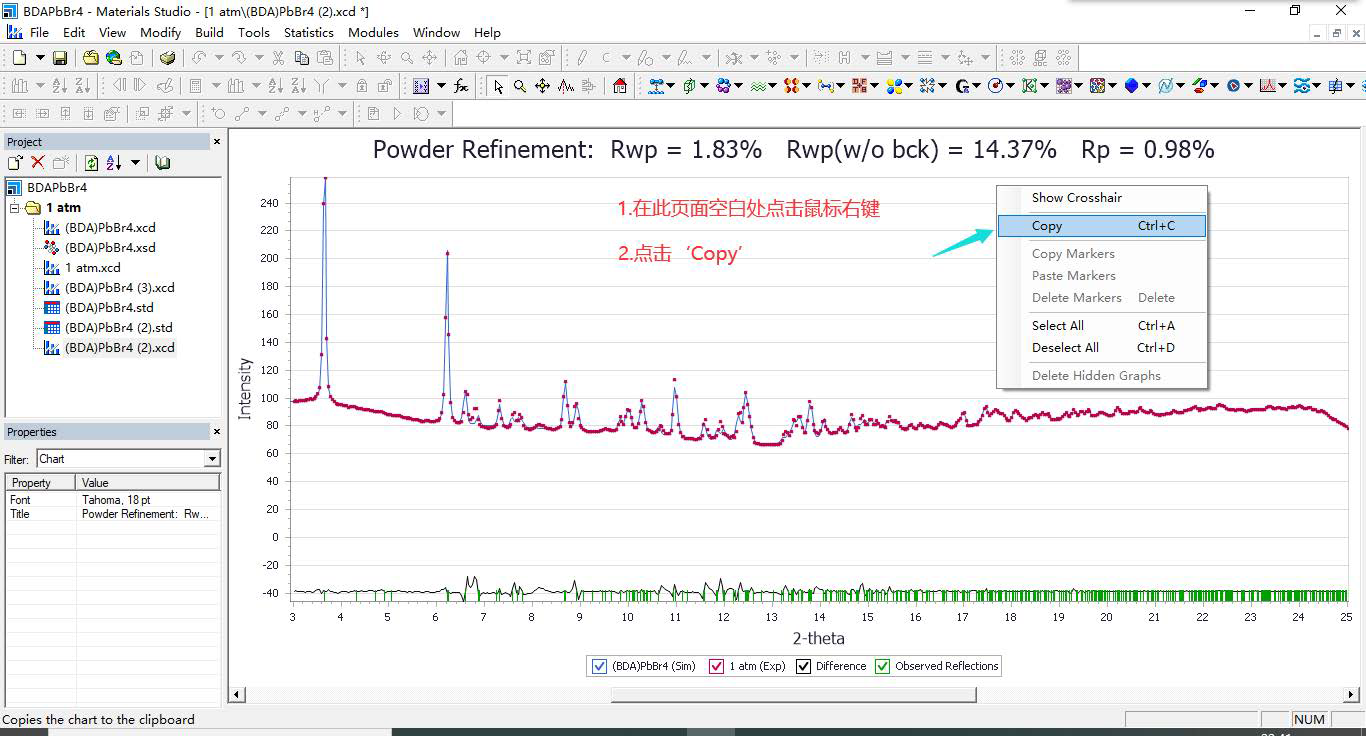 BDAPbBr4 - Materials Studio - [1 atm\(BDA)PbBr4 (2).xcd *]
File Edit View Modify Build Tools Statistics Modules Window Help
Project
BDAPbBr4
1 atm
(BDA)PbBr4.xcd
(BDA)PbBr4.xsd
1 atm.xcd
(BDA)PbBr4 (3).xcd
(BDA)PbBr4.std
(BDA)PbBr4 (2).std
(BDA)PbBr4 (2).xcd
Properties
Filter: Chart
Property Value
Font Tahoma, 18 pt
Title Powder Refinement: Rw...
Powder Refinement: Rwp = 1.83% Rwp(w/o bck) = 14.37% Rp = 0.98%
1.在此页面空白处点击鼠标右键
2.点击‘Copy’
Show Crosshair
Copy Ctrl+C
Copy Markers
Paste Markers
Delete Markers Delete
Select All Ctrl+A
Deselect All Ctrl+D
Delete Hidden Graphs
Intensity
240
220
200
180
160
140
120
100
80
60
40
20
0
-20
-40
3 4 5 6 7 8 9 10 11 12 13 14 15 16 17 18 19 20 21 22 23 24 25
2-theta
(BDA)PbBr4 (Sim) 1 atm (Exp) Difference Observed Reflections
Copies the chart to the clipboard
NUM